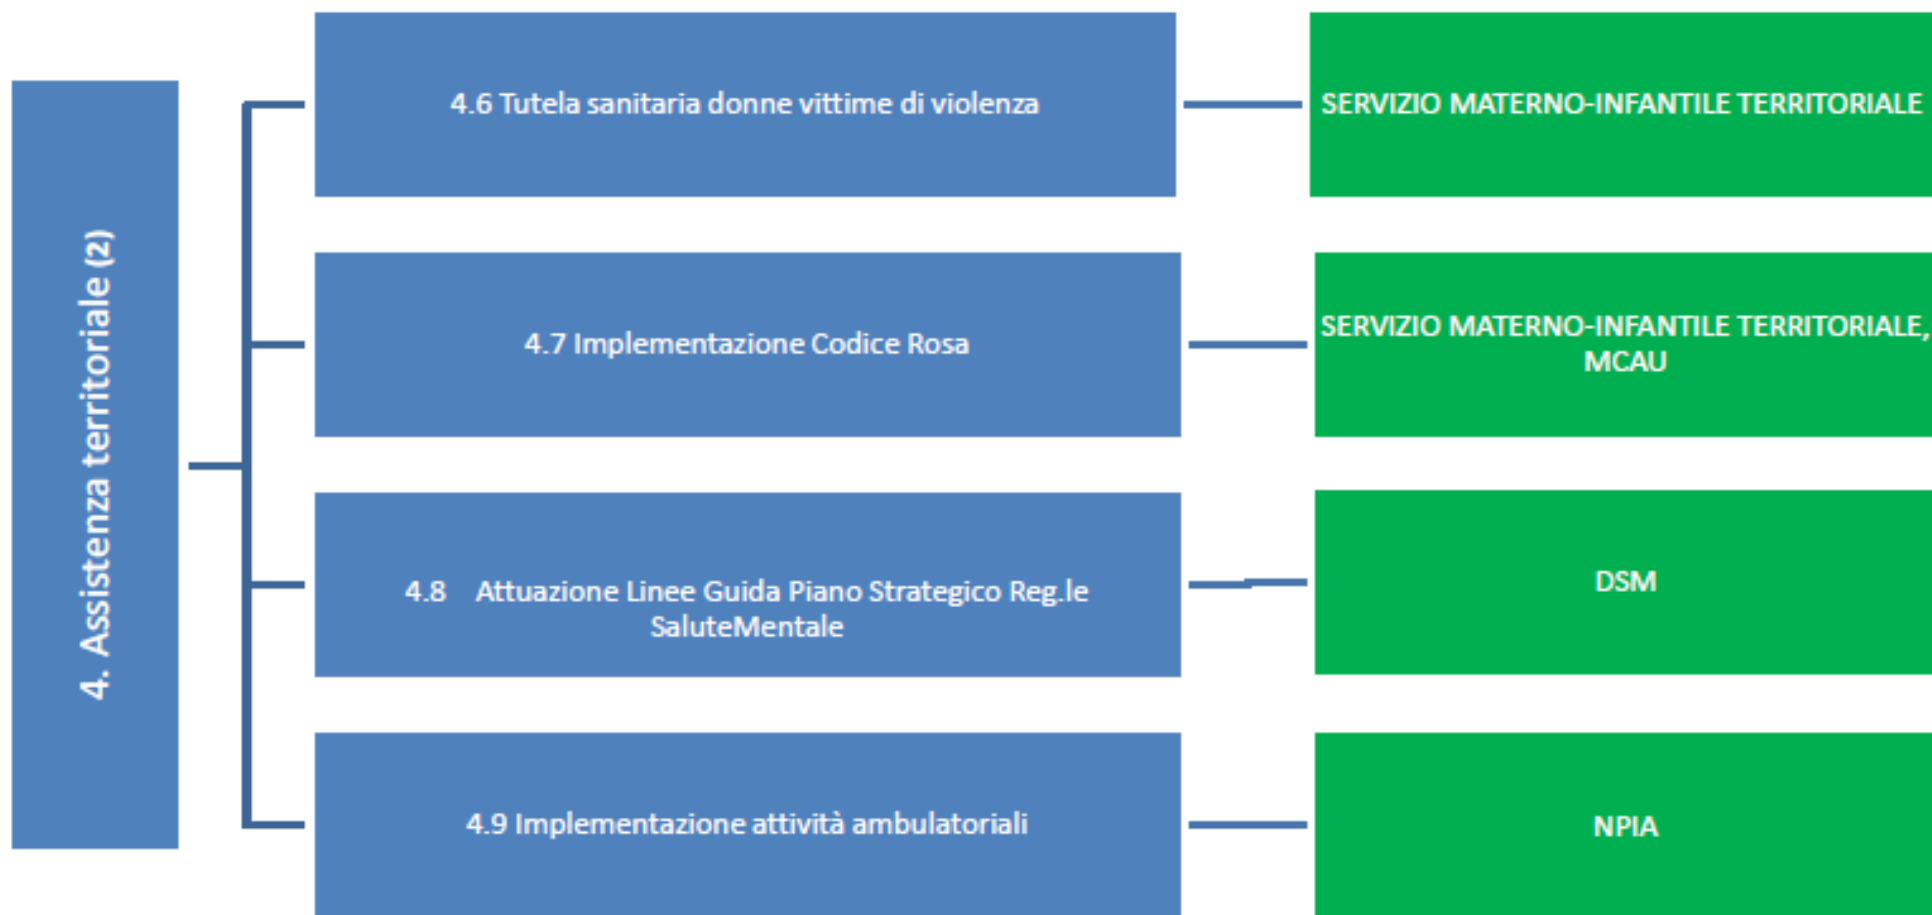 4. Assistenza territoriale (2)
4.6 Tutela sanitaria donne vittime di violenza
SERVIZIO MATERNO-INFANTILE TERRITORIALE
4.7 Implementazione Codice Rosa
SERVIZIO MATERNO-INFANTILE TERRITORIALE,
MCAU
4.8 Attuazione Linee Guida Piano Strategico Reg.le
SaluteMentale
DSM
4.9 Implementazione attività ambulatoriali
NPIA